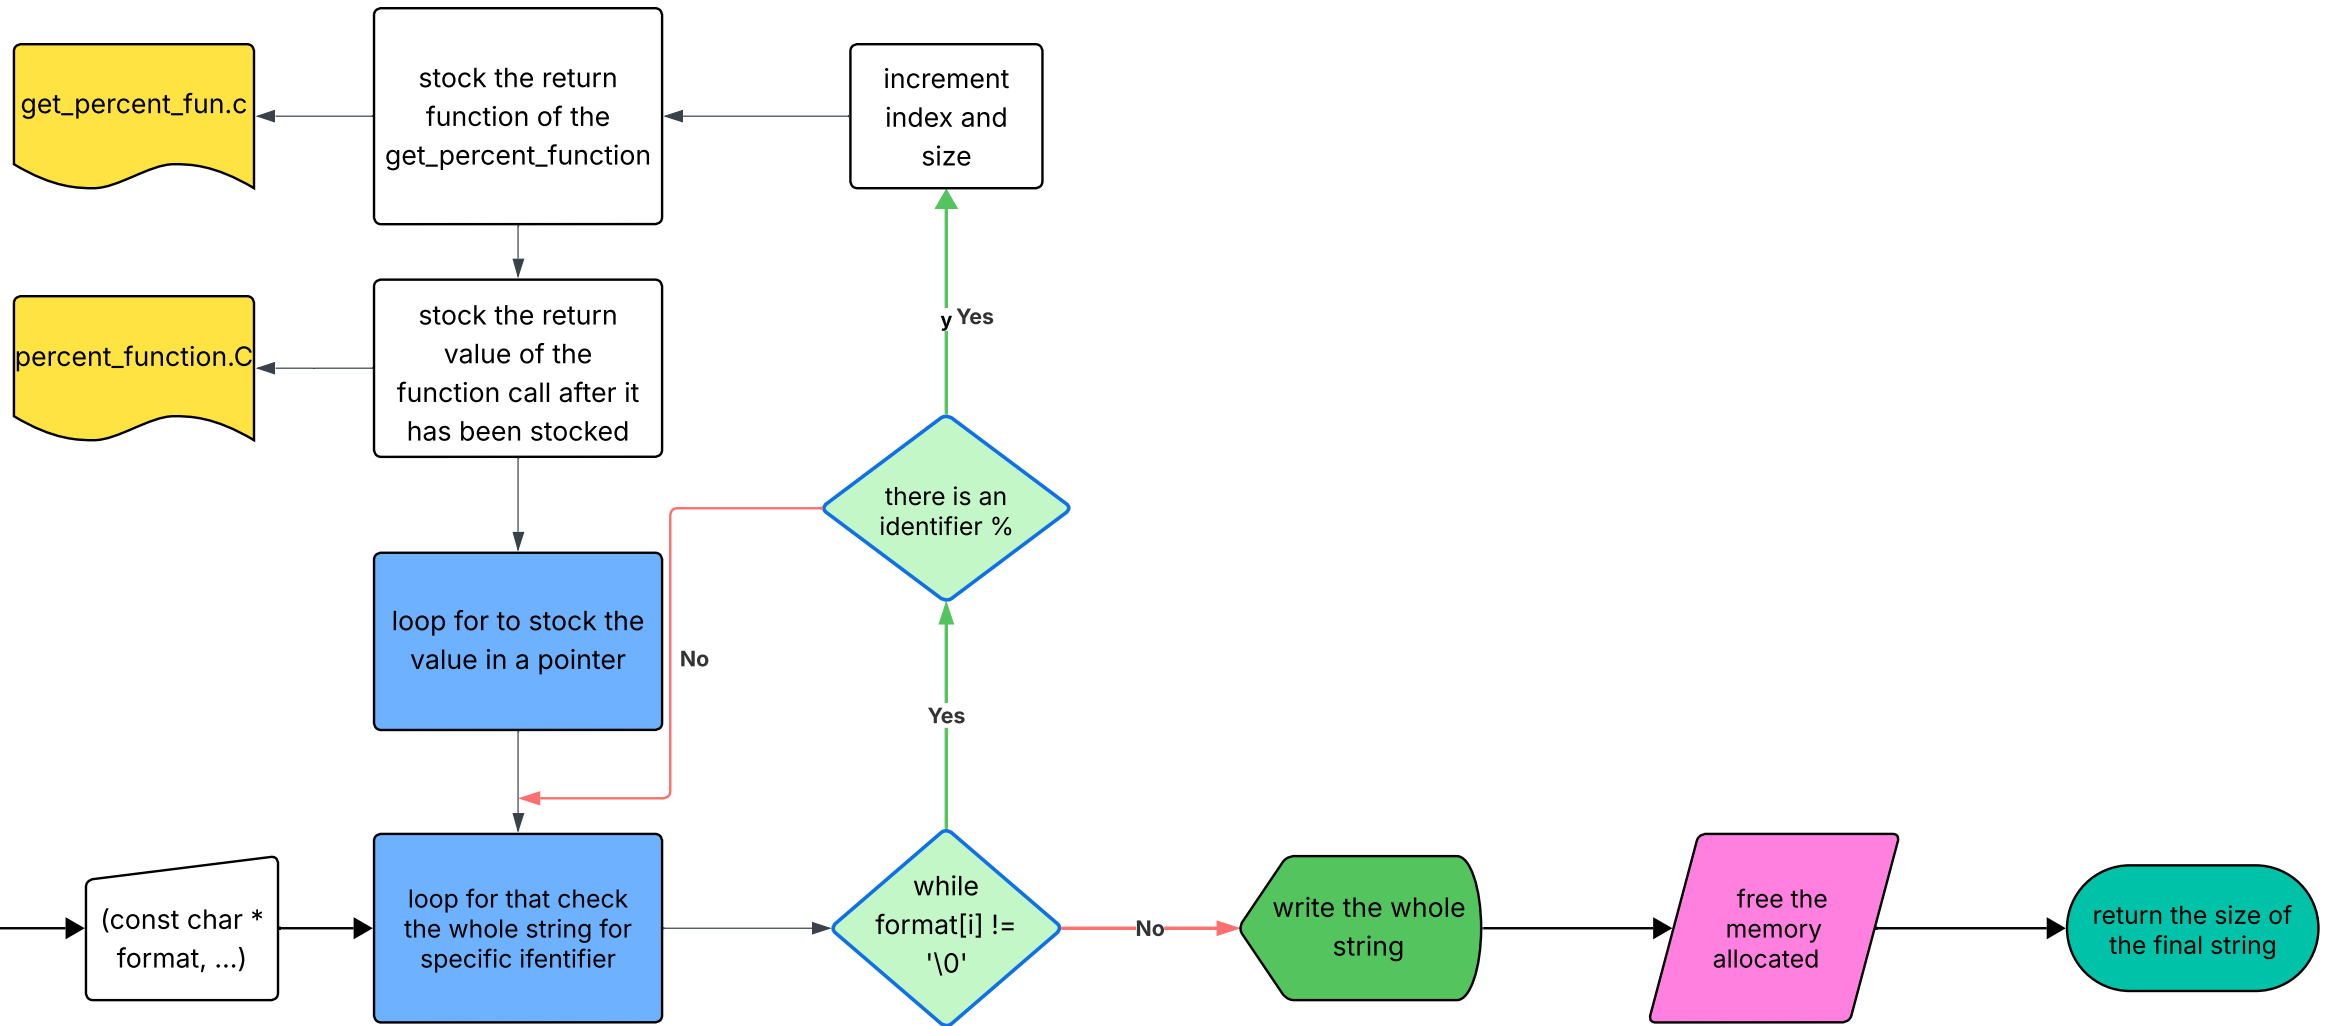 get_percent_fun.c
stock the return
function of the
get_percent_function
increment
index and
size
percent_function.C
stock the return
value of the
function call after it
has been stocked
y Yes
there is an
identifier %
loop for to stock the
value in a pointer
No
Yes
(const char *
format, ...)
loop for that check
the whole string for
specific ifentifier
while
format[i] !=
'\0'
No
write the whole
string
free the
memory
allocated
return the size of
the final string